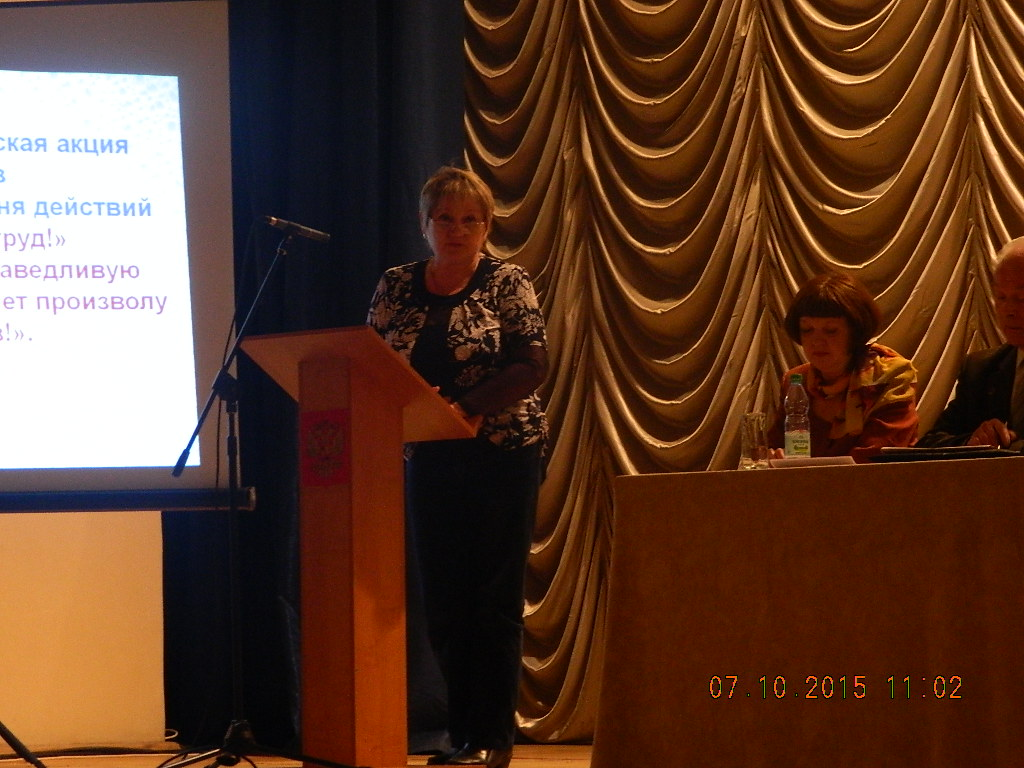 ская акция
в
ня действий
труд!»
аведливую
ет произволу
в!».
07.10.2015 11:02